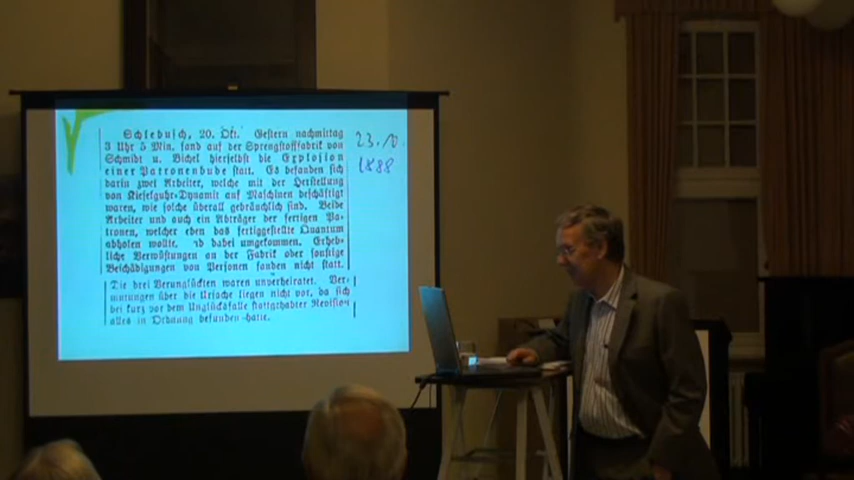 Schlebusch, 20. Okt. Gestern nachmittag
3 Uhr 5 Min. fand auf der Sprengstoffabrik von
Schmidt u. Bichel hierselbst die Explosion
einer Patronenbude statt. Es befanden sich
darin zwei Arbeiter, welche mit der Herstellung
von Kieselguhr-Dynamit auf Maschinen beschäftigt
waren, wie solche überall gebräuchlich sind. Beide
Arbeiter und auch ein Abträger der fertigen Pa-
tronen, welcher eben das fertiggestellte Quantum
abholen wollte, dabei umgekommen. Erheb-
liche Verwüstungen an der Fabrik oder sonstige
Beschädigungen von Personen fanden nicht statt.
Die drei Verunglückten waren unverheiratet. Ver-
mutungen über die Ursache liegen nicht vor, da sich
bei kurz vor dem Unglücksfalle stattgehabter Revision
alles in Ordnung befunden hatte.
23.10.
1888